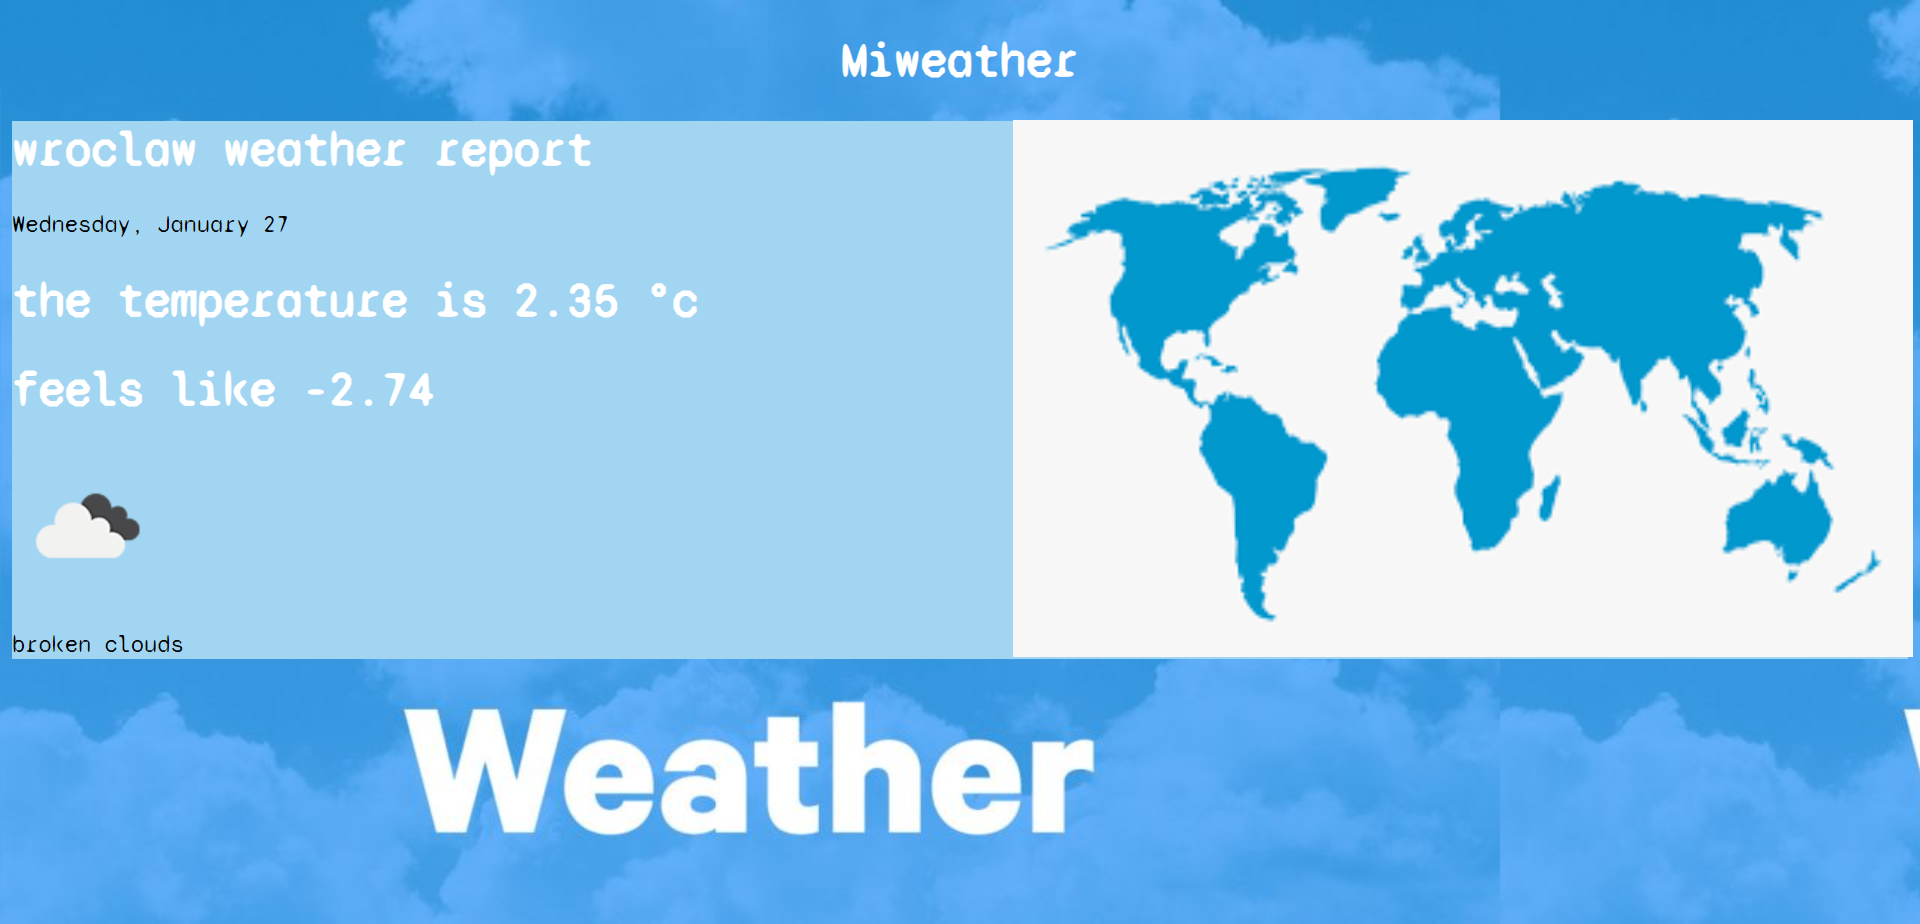 Miweather
wroclaw weather report
Wednesday, January 27
the temperature is 2.35 °c
feels like -2.74
broken clouds
Weather